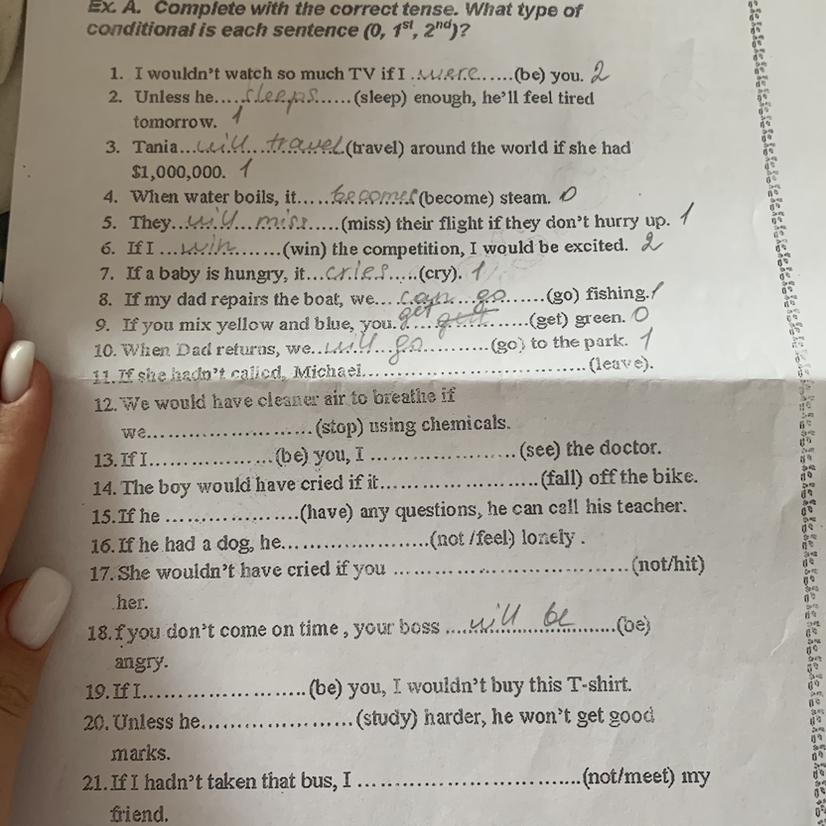 Ex. A. Complete with the correct tense. What type of
conditional is each sentence (0, 1st, 2nd)?
1. I wouldn't watch so much TV if I .were.....(be) you. 2
2. Unless he....sleeps......(sleep) enough, he'll feel tired
tomorrow. 1
3. Tania...will travel.(travel) around the world if she had
$1,000,000. 1
4. When water boils, it.....becomes(become) steam. 0
5. They..will miss.....(miss) their flight if they don't hurry up. 1
6. If I ...win.......(win) the competition, I would be excited. 2
7. If a baby is hungry, it...cries....(cry). 1
8. If my dad repairs the boat, we... can go......(go) fishing. 1
9. If you mix yellow and blue, you. get ...........(get) green. 0
10. When Dad returns, we..will go..........(go) to the park. 1
11. If she hadn't called, Michael.................................(leave).
12. We would have cleaner air to breathe if
we........................(stop) using chemicals.
13. If I..................(be) you, I .....................(see) the doctor.
14. The boy would have cried if it........................(fall) off the bike.
15. If he ....................(have) any questions, he can call his teacher.
16. If he had a dog, he......................(not /feel) lonely .
17. She wouldn't have cried if you ...................................(not/hit)
her.
18. f you don't come on time , your boss ....will be......(be)
angry.
19. If I.......................(be) you, I wouldn't buy this T-shirt.
20. Unless he.....................(study) harder, he won't get good
marks.
21. If I hadn't taken that bus, I ................................(not/meet) my
friend.